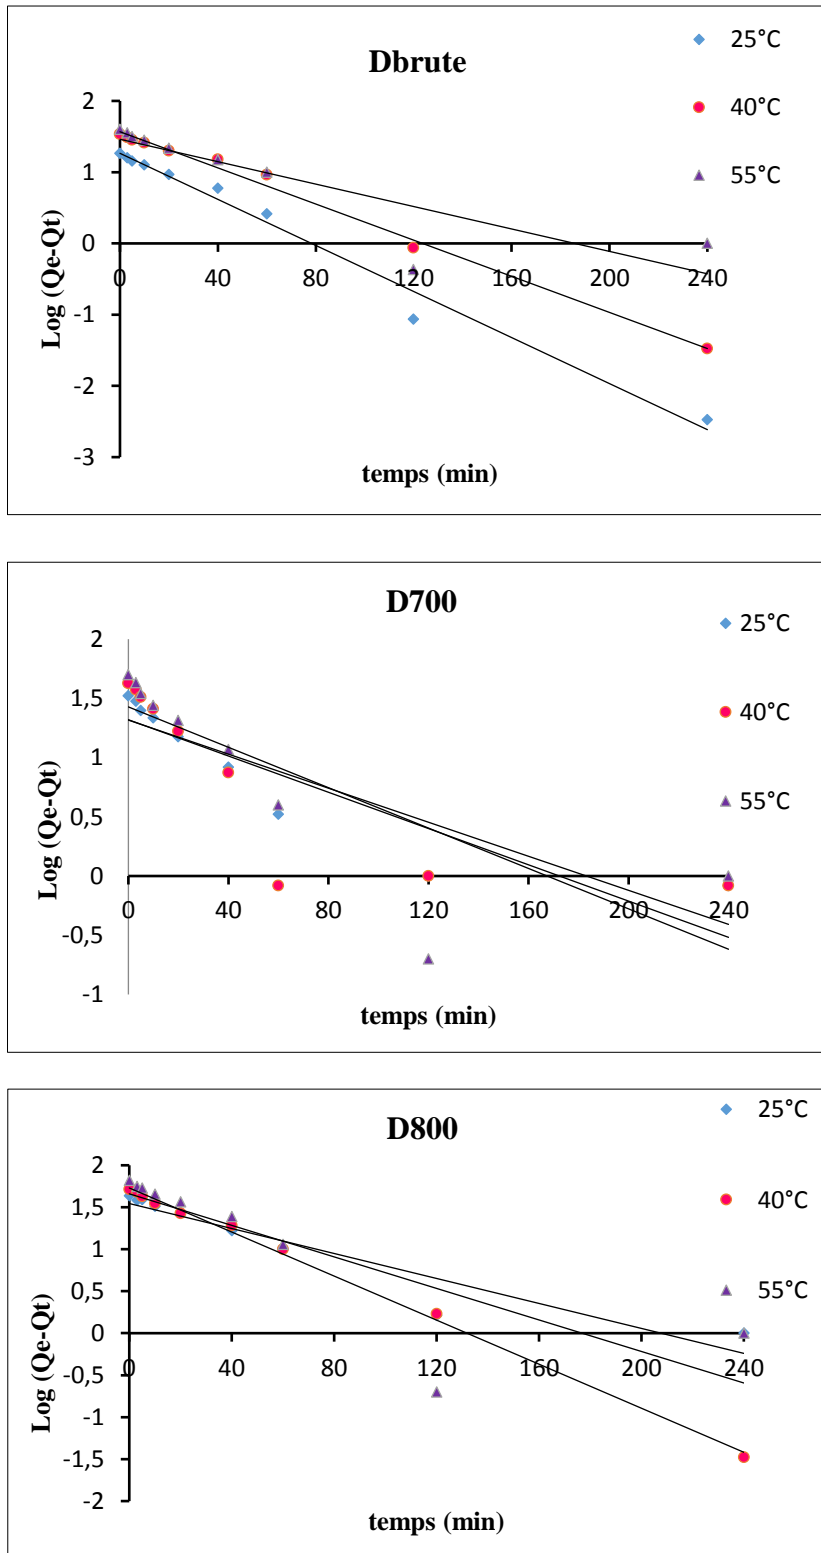 Dbrute
25°C
40°C
55°C
2
1
0
-1
-2
-3
0 40 80 120 160 200 240
Log (Qe-Qt)
temps (min)
D700
25°C
40°C
55°C
2
1,5
1
0,5
0
-0,5
-1
0 40 80 120 160 200 240
Log (Qe-Qt)
temps (min)
D800
25°C
40°C
55°C
2
1,5
1
0,5
0
-0,5
-1
-1,5
-2
0 40 80 120 160 200 240
Log (Qe-Qt)
temps (min)